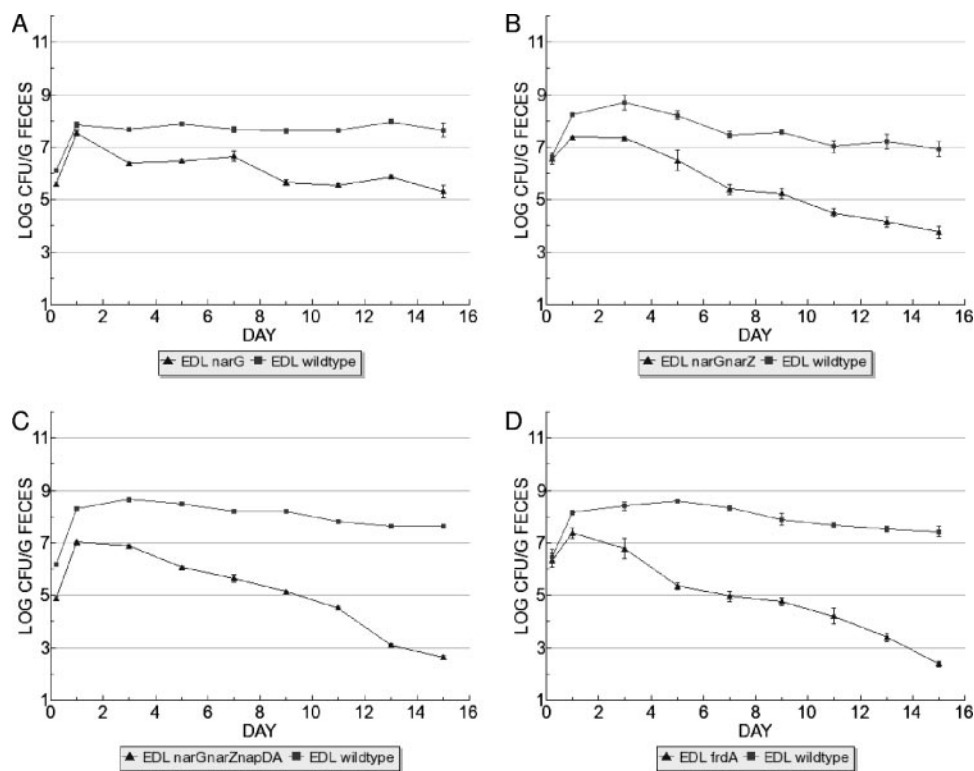 A
LOG CFU/G FECES
11
9
7
5
3
1
0 2 4 6 8 10 12 14 16
DAY
EDL narG EDL wildtype
B
LOG CFU/G FECES
11
9
7
5
3
1
0 2 4 6 8 10 12 14 16
DAY
EDL narGnarZ EDL wildtype
C
LOG CFU/G FECES
11
9
7
5
3
1
0 2 4 6 8 10 12 14 16
DAY
EDL narGnarZnapDA EDL wildtype
D
LOG CFU/G FECES
11
9
7
5
3
1
0 2 4 6 8 10 12 14 16
DAY
EDL frdA EDL wildtype